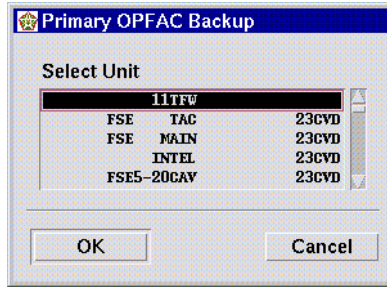 Primary OPFAC Backup
Select Unit
11TFW
FSE TAC 23CVD
FSE MAIN 23CVD
INTEL 23CVD
FSE5-20CAV 23CVD
OK Cancel